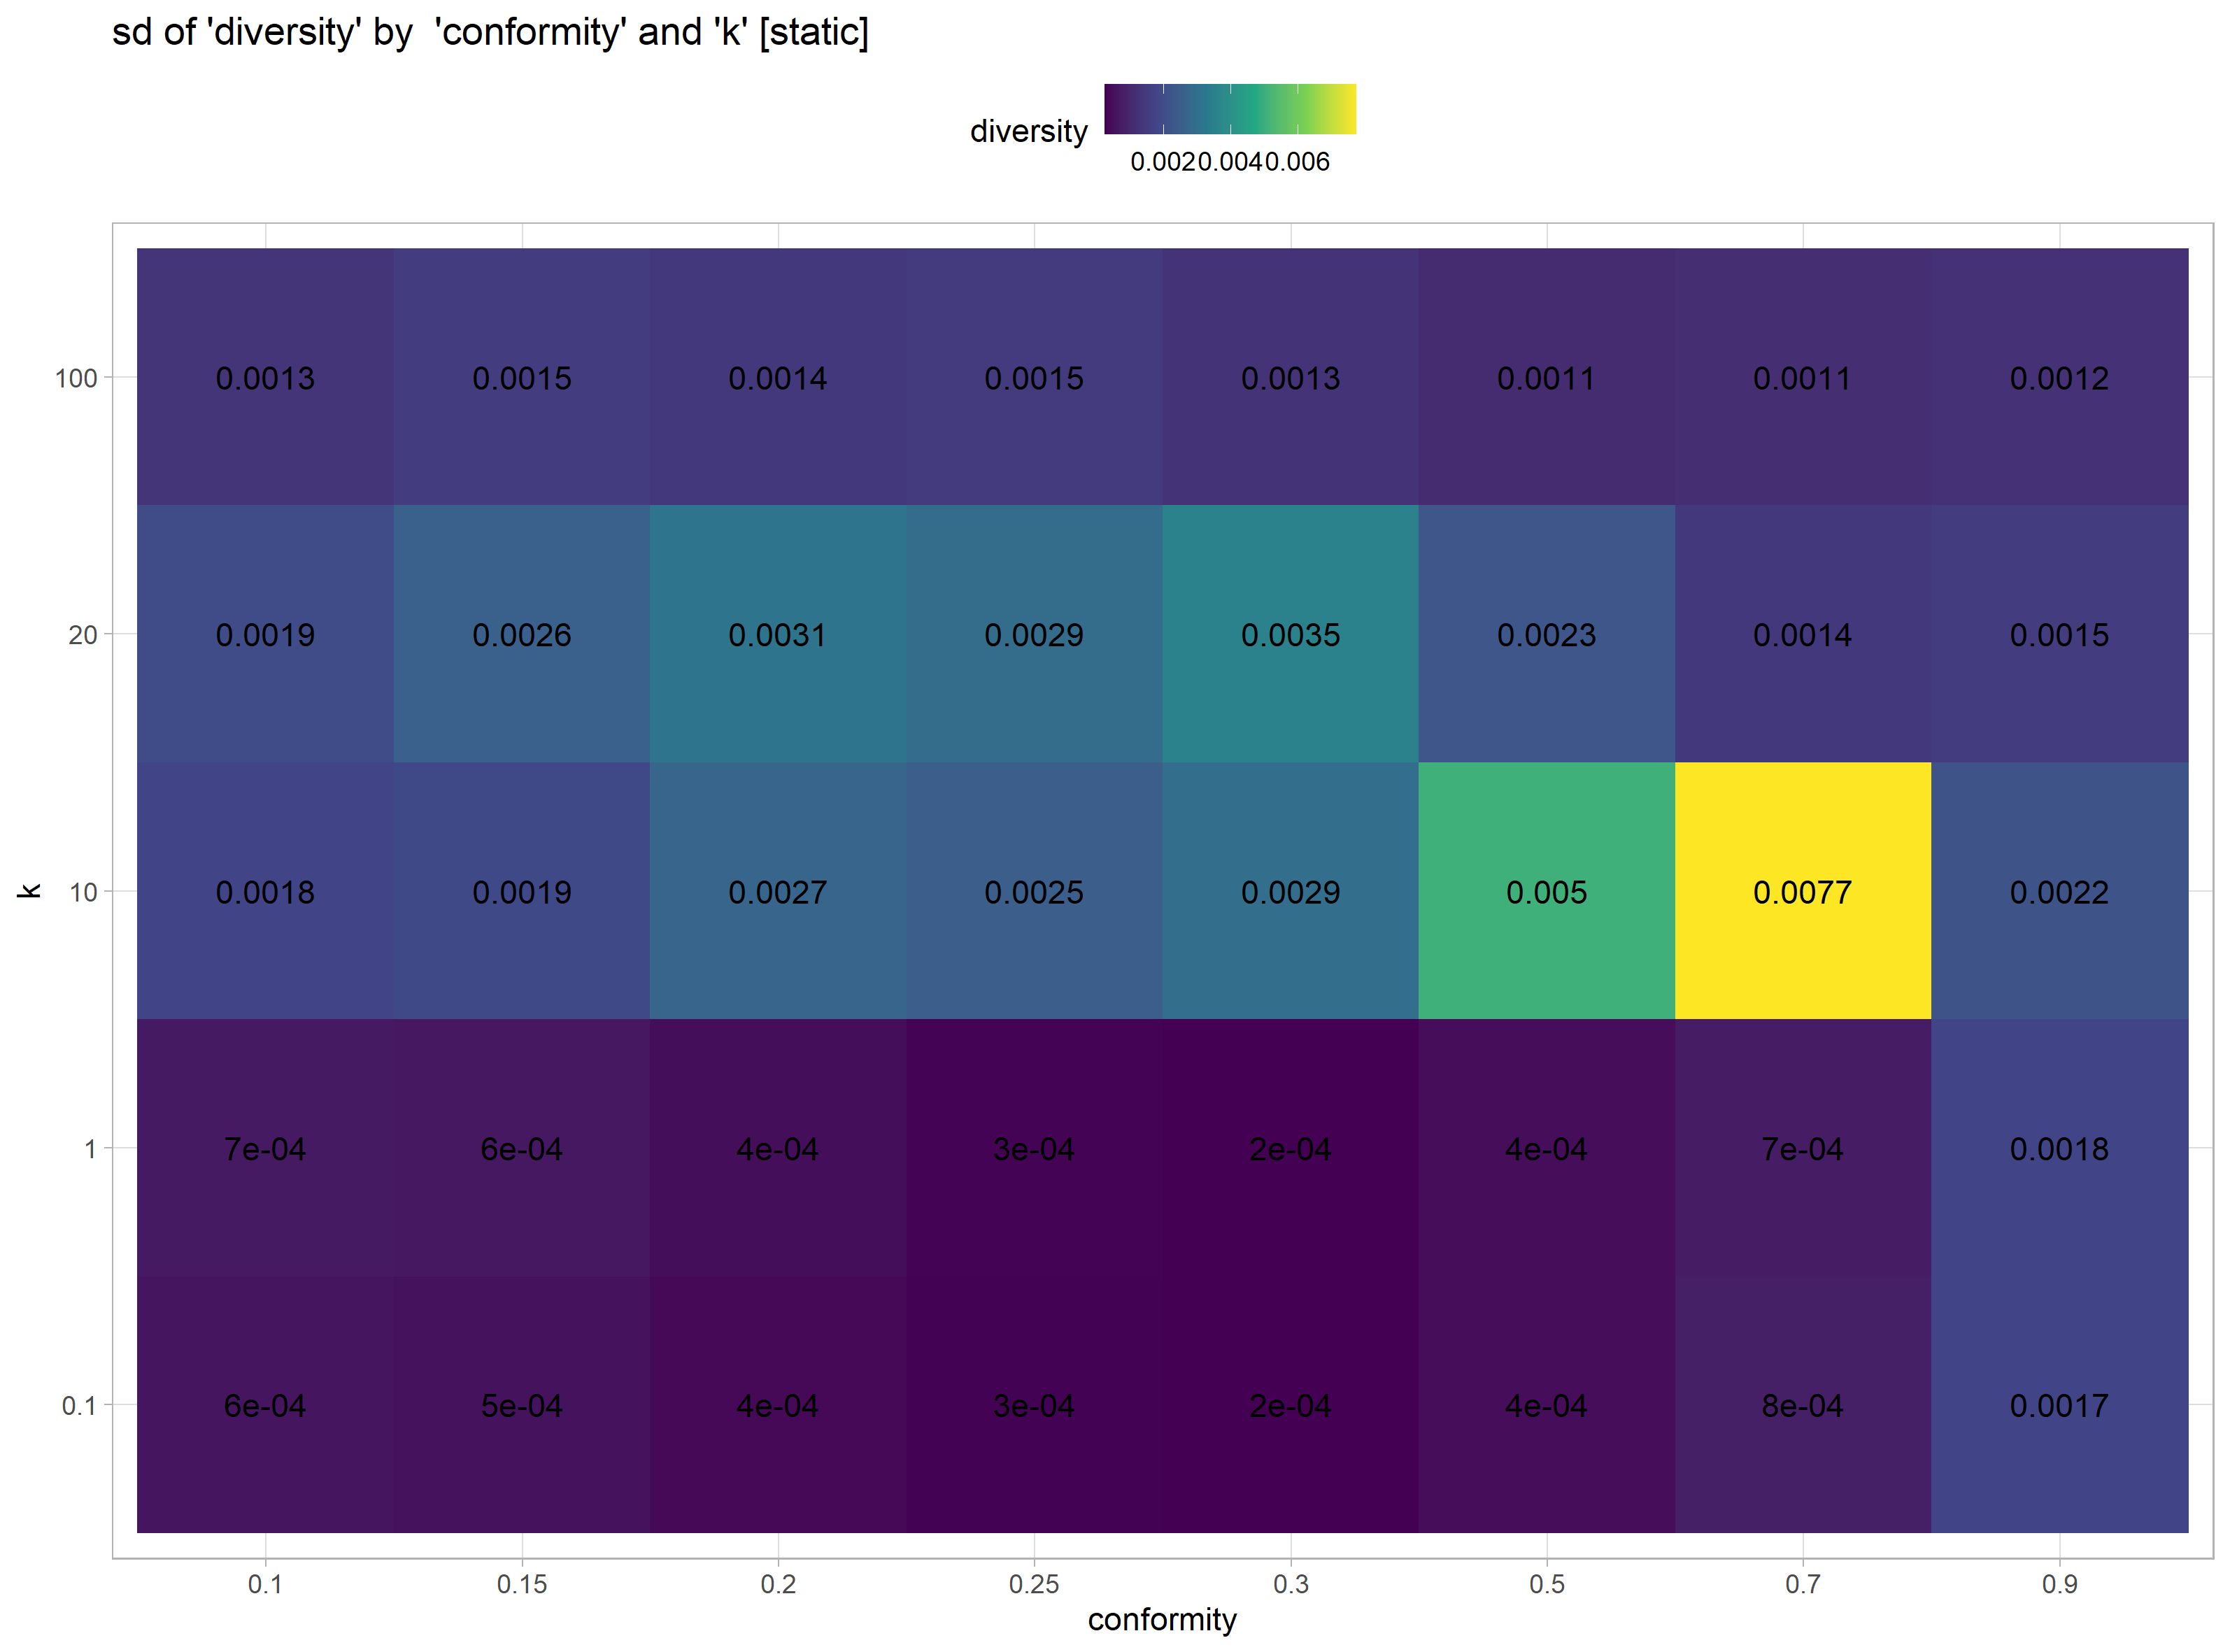 sd of 'diversity' by  'conformity' and 'k' [static]
diversity
0.002 0.004 0.006
100 0.0013 0.0015 0.0014 0.0015 0.0013 0.0011 0.0011 0.0012
20 0.0019 0.0026 0.0031 0.0029 0.0035 0.0023 0.0014 0.0015
k
10 0.0018 0.0019 0.0027 0.0025 0.0029 0.005 0.0077 0.0022
1 7e-04 6e-04 4e-04 3e-04 2e-04 4e-04 7e-04 0.0018
0.1 6e-04 5e-04 4e-04 3e-04 2e-04 4e-04 8e-04 0.0017
0.1 0.15 0.2 0.25 0.3 0.5 0.7 0.9
conformity